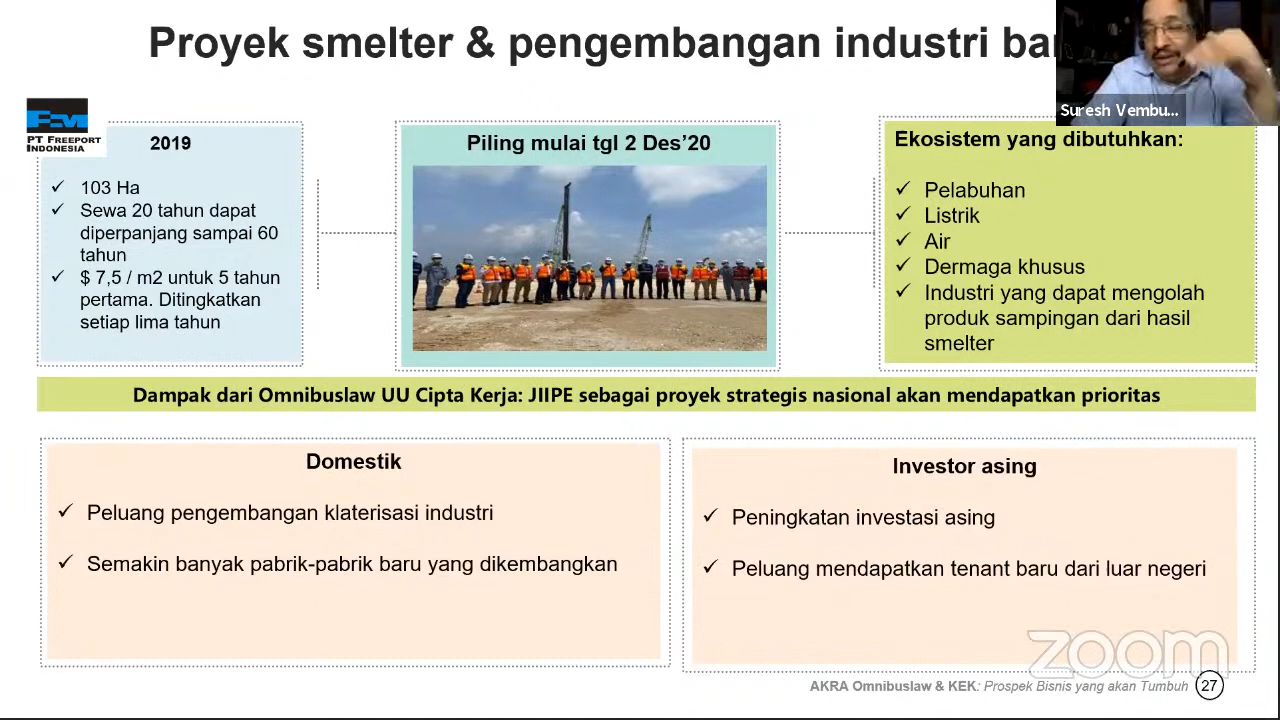 Proyek smelter & pengembangan industri
Suresh Vembu...
PT FREEPORT
INDONESIA
2019
✓ 103 Ha
✓ Sewa 20 tahun dapat
diperpanjang sampai 60
tahun
✓ $ 7,5 / m2 untuk 5 tahun
pertama. Ditingkatkan
setiap lima tahun
Piling mulai tgl 2 Des’20
Ekosistem yang dibutuhkan:
✓ Pelabuhan
✓ Listrik
✓ Air
✓ Dermaga khusus
✓ Industri yang dapat mengolah
produk sampingan dari hasil
smelter
Dampak dari Omnibuslaw UU Cipta Kerja: JIIPE sebagai proyek strategis nasional akan mendapatkan prioritas
Domestik
✓ Peluang pengembangan klaterisasi industri
✓ Semakin banyak pabrik-pabrik baru yang dikembangkan
Investor asing
✓ Peningkatan investasi asing
✓ Peluang mendapatkan tenant baru dari luar negeri
zoom
AKRA Omnibuslaw & KEK: Prospek Bisnis yang akan Tumbuh 27